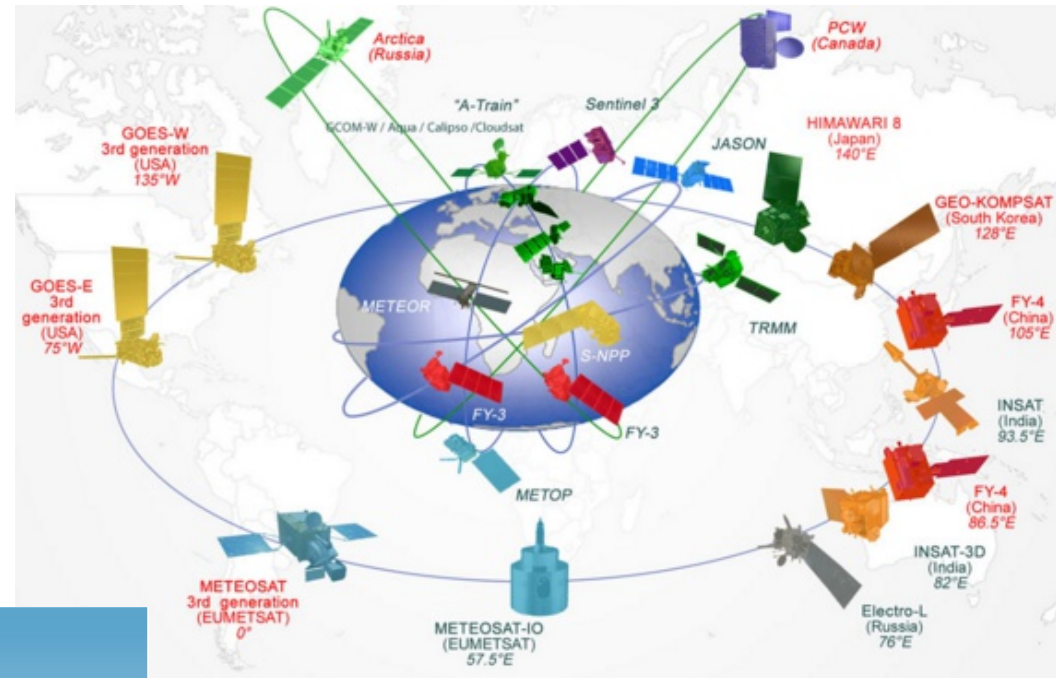 Arctica
(Russia)
PCW
(Canada)
"A-Train"
GCOM-W / Aqua / Calipso /Cloudsat
Sentinel 3
JASON
GOES-W
3rd generation
(USA)
135°W
HIMAWARI 8
(Japan)
140°E
GEO-KOMPSAT
(South Korea)
128°E
GOES-E
3rd
generation
(USA)
75°W
METEOR
TRMM
FY-4
(China)
105°E
S-NPP
FY-3
FY-3
INSAT
(India)
93.5°E
METOP
FY-4
(China)
86.5°E
INSAT-3D
(India)
82°E
METEOSAT
3rd generation
(EUMETSAT)
0°
METEOSAT-IO
(EUMETSAT)
57.5°E
Electro-L
(Russia)
76°E